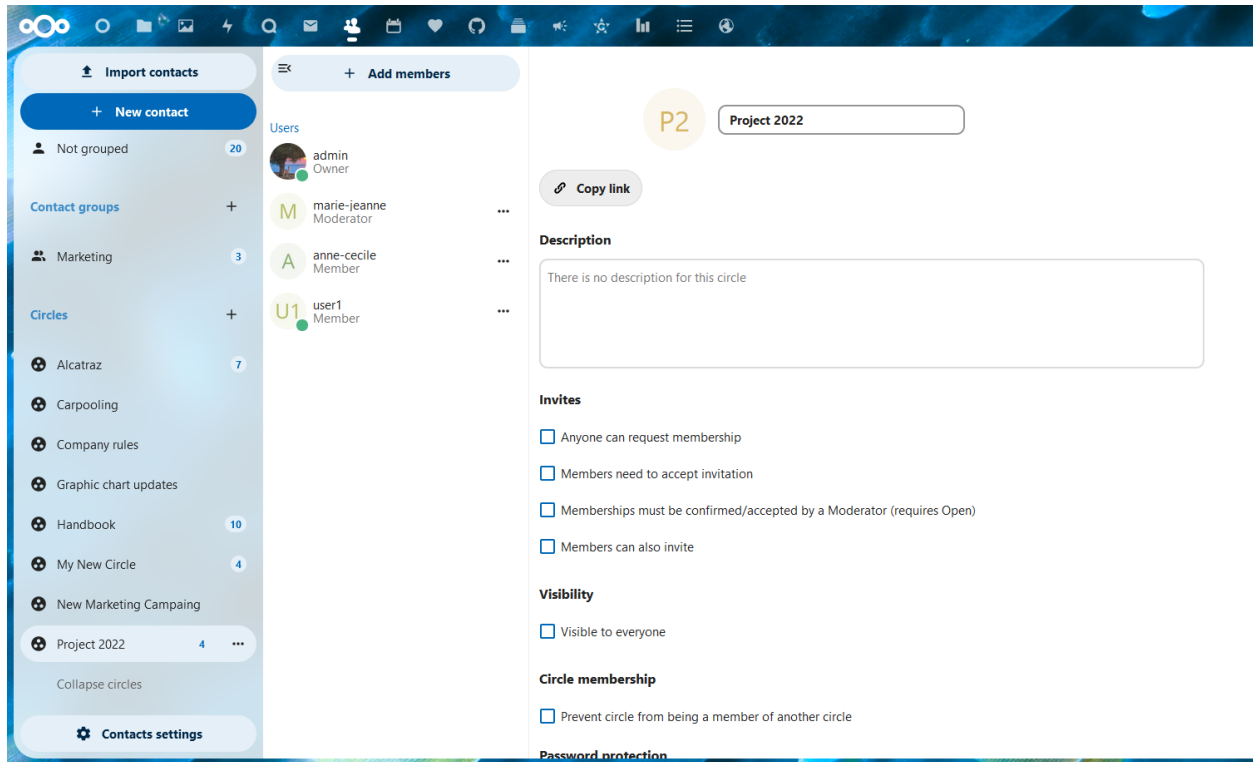 Import contacts
+ New contact
Not grouped 20
Contact groups +
Marketing 3
Circles +
Alcatraz 7
Carpooling
Company rules
Graphic chart updates
Handbook 10
My New Circle 4
New Marketing Campaing
Project 2022 4 •••
Collapse circles
Contacts settings
+ Add members
Users
admin
Owner
M
marie-jeanne
Moderator
•••
A
anne-cecile
Member
•••
U1
user1
Member
•••
P2
Project 2022
Copy link
Description
There is no description for this circle
Invites
Anyone can request membership
Members need to accept invitation
Memberships must be confirmed/accepted by a Moderator (requires Open)
Members can also invite
Visibility
Visible to everyone
Circle membership
Prevent circle from being a member of another circle
Password protection